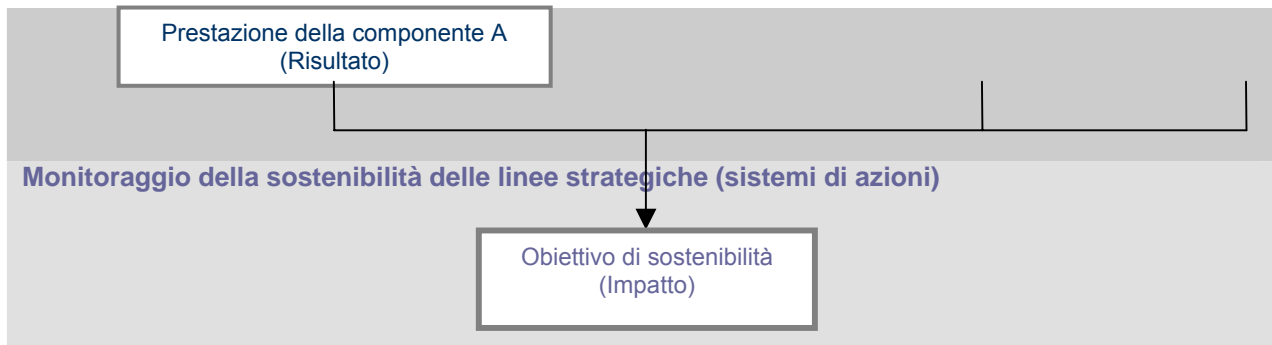 Prestazione della componente A
(Risultato)
Monitoraggio della sostenibilità delle linee strategiche (sistemi di azioni)
Obiettivo di sostenibilità
(Impatto)